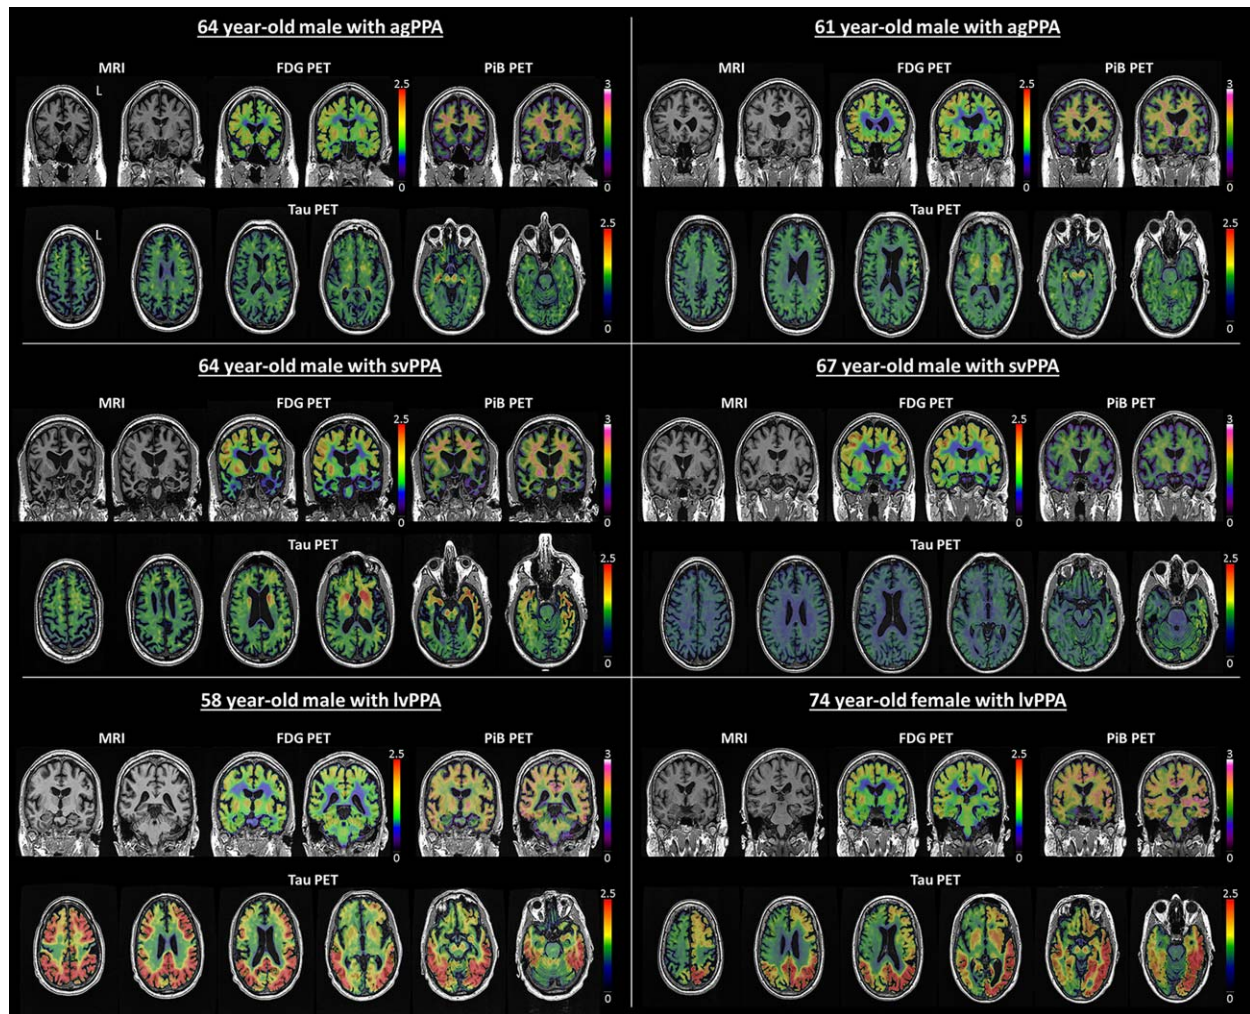 64 year-old male with agPPA
MRI FDG PET PiB PET
L
2.5
0
3
0
Tau PET
L
2.5
0
61 year-old male with agPPA
MRI FDG PET PiB PET
2.5
0
3
0
Tau PET
2.5
0
64 year-old male with svPPA
MRI FDG PET PiB PET
2.5
0
3
0
Tau PET
2.5
0
67 year-old male with svPPA
MRI FDG PET PiB PET
2.5
0
3
0
Tau PET
2.5
0
58 year-old male with lvPPA
MRI FDG PET PiB PET
2.5
0
3
0
Tau PET
2.5
0
74 year-old female with lvPPA
MRI FDG PET PiB PET
2.5
0
3
0
Tau PET
2.5
0